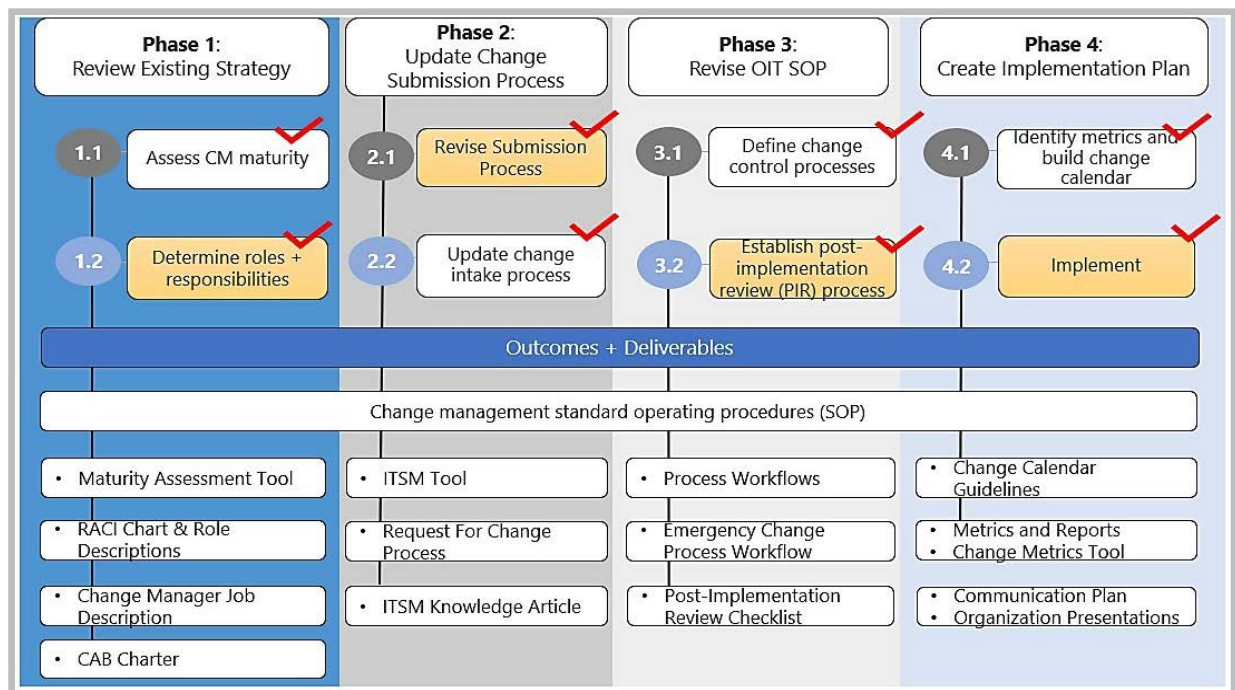 Phase 1:
Review Existing Strategy
Phase 2:
Update Change
Submission Process
Phase 3:
Revise OIT SOP
Phase 4:
Create Implementation Plan
1.1
Assess CM maturity
2.1
Revise Submission
Process
3.1
Define change
control processes
4.1
Identify metrics and
build change
calendar
1.2
Determine roles +
responsibilities
2.2
Update change
intake process
3.2
Establish post-
implementation
review (PIR) process
4.2
Implement
Outcomes + Deliverables
Change management standard operating procedures (SOP)
• Maturity Assessment Tool
• ITSM Tool
• Process Workflows
• Change Calendar
Guidelines
• RACI Chart & Role
Descriptions
• Request For Change
Process
• Emergency Change
Process Workflow
• Metrics and Reports
• Change Metrics Tool
• Change Manager Job
Description
• ITSM Knowledge Article
• Post-Implementation
Review Checklist
• Communication Plan
• Organization Presentations
• CAB Charter